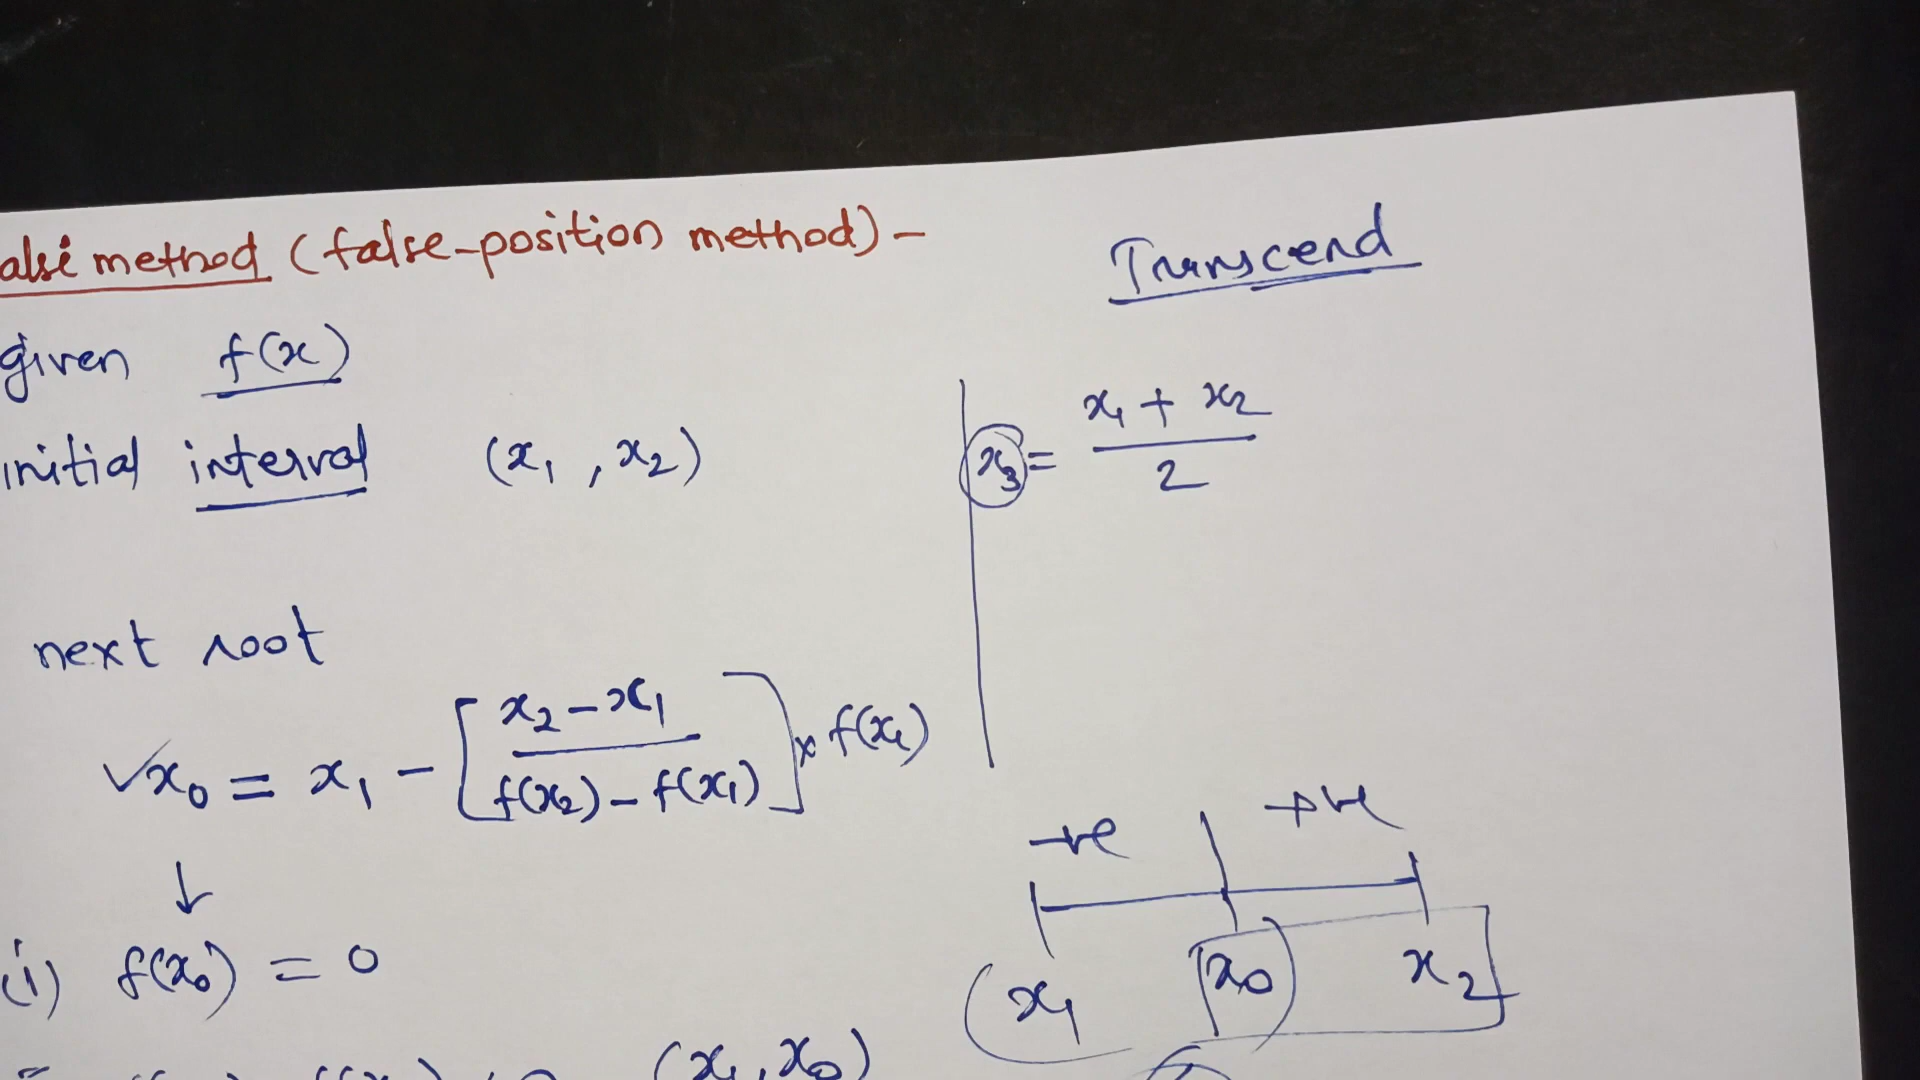 alsi method (false-position method) -
Transcend
given f(x)
initial interval (x₁, x₂)
x₃ = (x₁ + x₂) / 2
next root
✓x₀ = x₁ - [(x₂ - x₁) / (f(x₂) - f(x₁))] × f(x₁)
↓
-ve +ve
x₁ x₀ x₂
(i) f(x₀) = 0
(x₁, x₀)